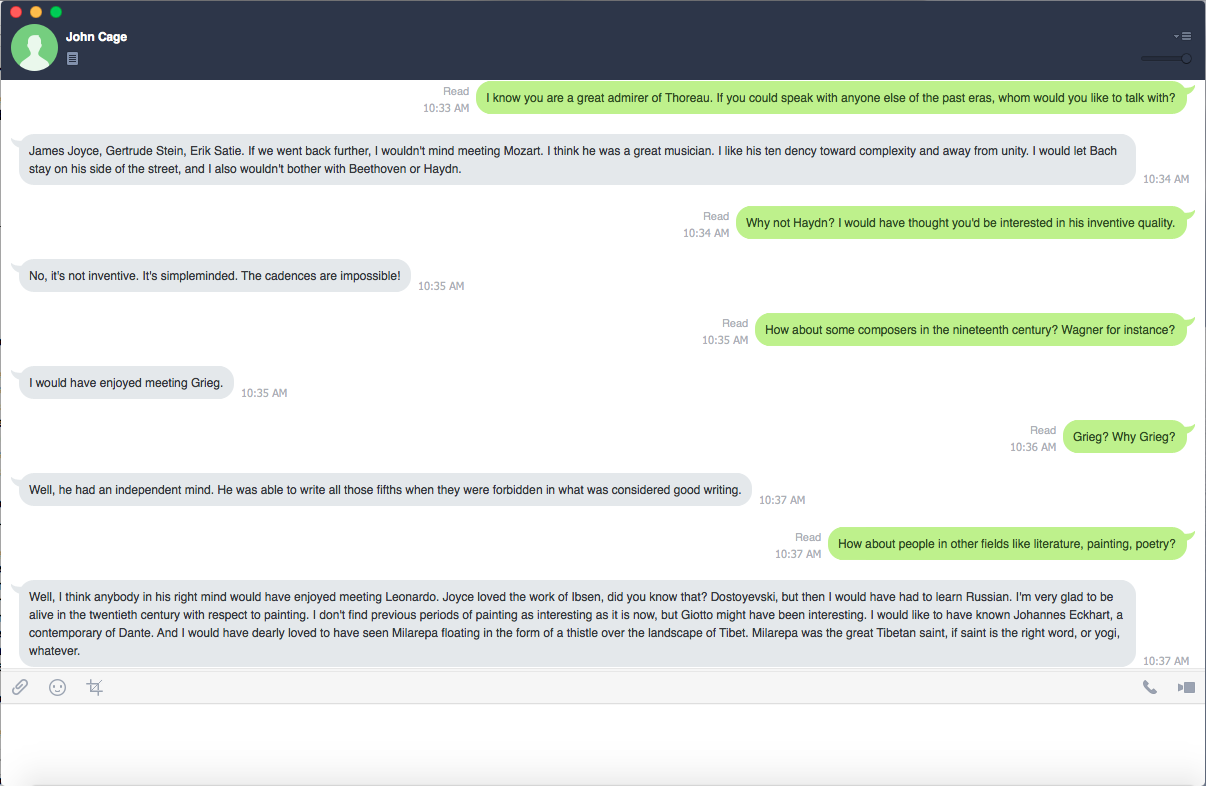 John Cage
Read
10:33 AM
I know you are a great admirer of Thoreau. If you could speak with anyone else of the past eras, whom would you like to talk with?
James Joyce, Gertrude Stein, Erik Satie. If we went back further, I wouldn't mind meeting Mozart. I think he was a great musician. I like his ten dency toward complexity and away from unity. I would let Bach
stay on his side of the street, and I also wouldn't bother with Beethoven or Haydn.
10:34 AM
Read
10:34 AM
Why not Haydn? I would have thought you'd be interested in his inventive quality.
No, it's not inventive. It's simpleminded. The cadences are impossible!
10:35 AM
Read
10:35 AM
How about some composers in the nineteenth century? Wagner for instance?
I would have enjoyed meeting Grieg.
10:35 AM
Read
10:36 AM
Grieg? Why Grieg?
Well, he had an independent mind. He was able to write all those fifths when they were forbidden in what was considered good writing.
10:37 AM
Read
10:37 AM
How about people in other fields like literature, painting, poetry?
Well, I think anybody in his right mind would have enjoyed meeting Leonardo. Joyce loved the work of Ibsen, did you know that? Dostoyevski, but then I would have had to learn Russian. I'm very glad to be
alive in the twentieth century with respect to painting. I don't find previous periods of painting as interesting as it is now, but Giotto might have been interesting. I would like to have known Johannes Eckhart, a
contemporary of Dante. And I would have dearly loved to have seen Milarepa floating in the form of a thistle over the landscape of Tibet. Milarepa was the great Tibetan saint, if saint is the right word, or yogi,
whatever.
10:37 AM